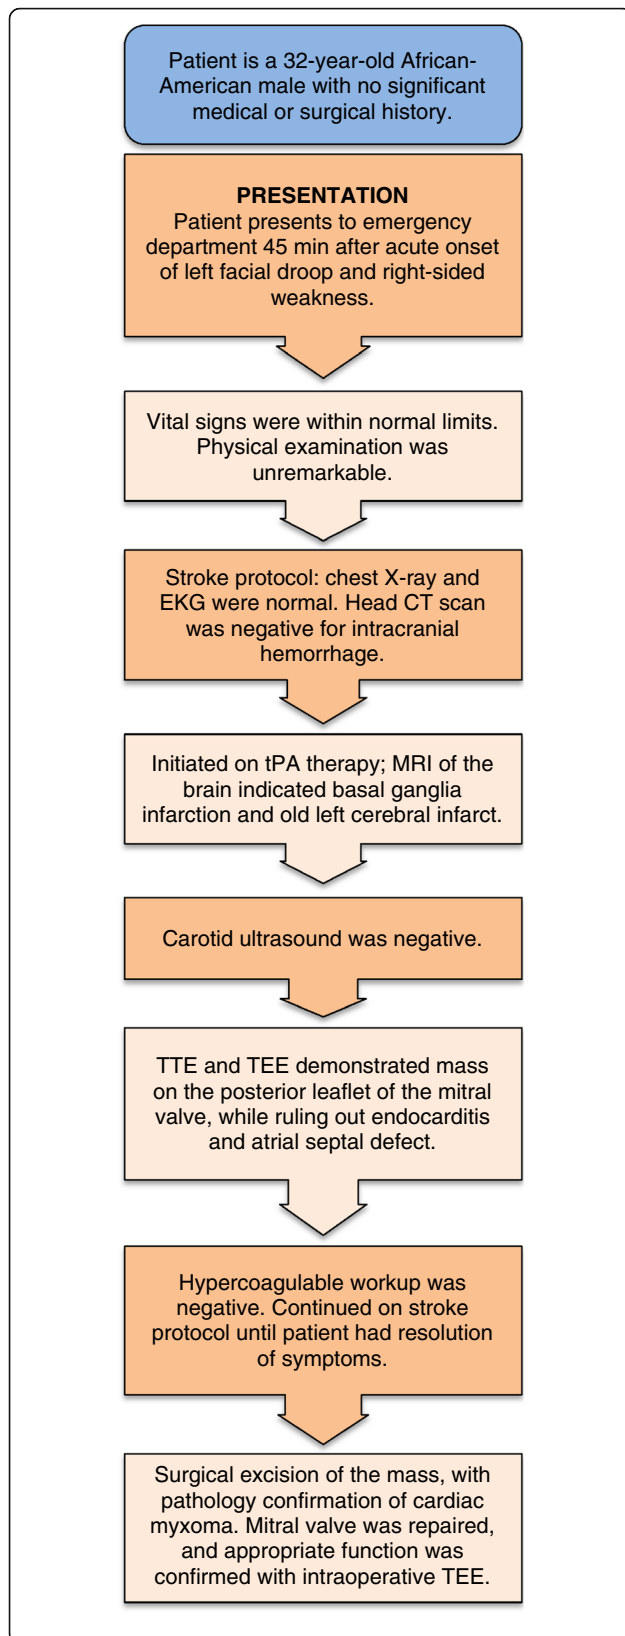 Patient is a 32-year-old African-
American male with no significant
medical or surgical history.
PRESENTATION
Patient presents to emergency
department 45 min after acute onset
of left facial droop and right-sided
weakness.
Vital signs were within normal limits.
Physical examination was
unremarkable.
Stroke protocol: chest X-ray and
EKG were normal. Head CT scan
was negative for intracranial
hemorrhage.
Initiated on tPA therapy; MRI of the
brain indicated basal ganglia
infarction and old left cerebral infarct.
Carotid ultrasound was negative.
TTE and TEE demonstrated mass
on the posterior leaflet of the mitral
valve, while ruling out endocarditis
and atrial septal defect.
Hypercoagulable workup was
negative. Continued on stroke
protocol until patient had resolution
of symptoms.
Surgical excision of the mass, with
pathology confirmation of cardiac
myxoma. Mitral valve was repaired,
and appropriate function was
confirmed with intraoperative TEE.